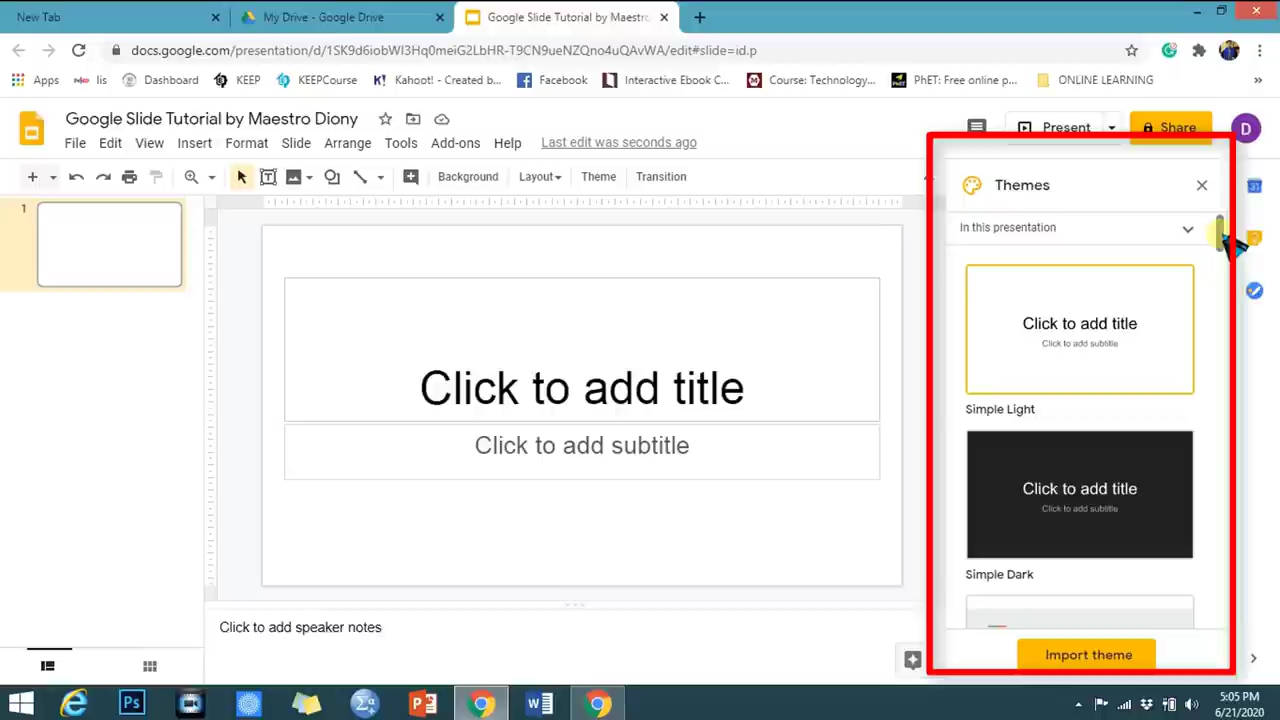 New Tab
My Drive - Google Drive
Google Slide Tutorial by Maestro
docs.google.com/presentation/d/1SK9d6iobWI3Hq0meiG2LbHR-T9CN9ueNZQno4uQAvWA/edit#slide=id.p
Apps
lis
Dashboard
KEEP
KEEPCourse
Kahoot! - Created b...
Facebook
Interactive Ebook C...
Course: Technology...
PhET: Free online p...
ONLINE LEARNING
Google Slide Tutorial by Maestro Diony
Present
Share
D
File Edit View Insert Format Slide Arrange Tools Add-ons Help Last edit was seconds ago
Background Layout Theme Transition
1
Click to add title
Click to add subtitle
Click to add speaker notes
Themes
In this presentation
Click to add title
Click to add subtitle
Simple Light
Click to add title
Click to add subtitle
Simple Dark
Import theme
5:05 PM
6/21/2020